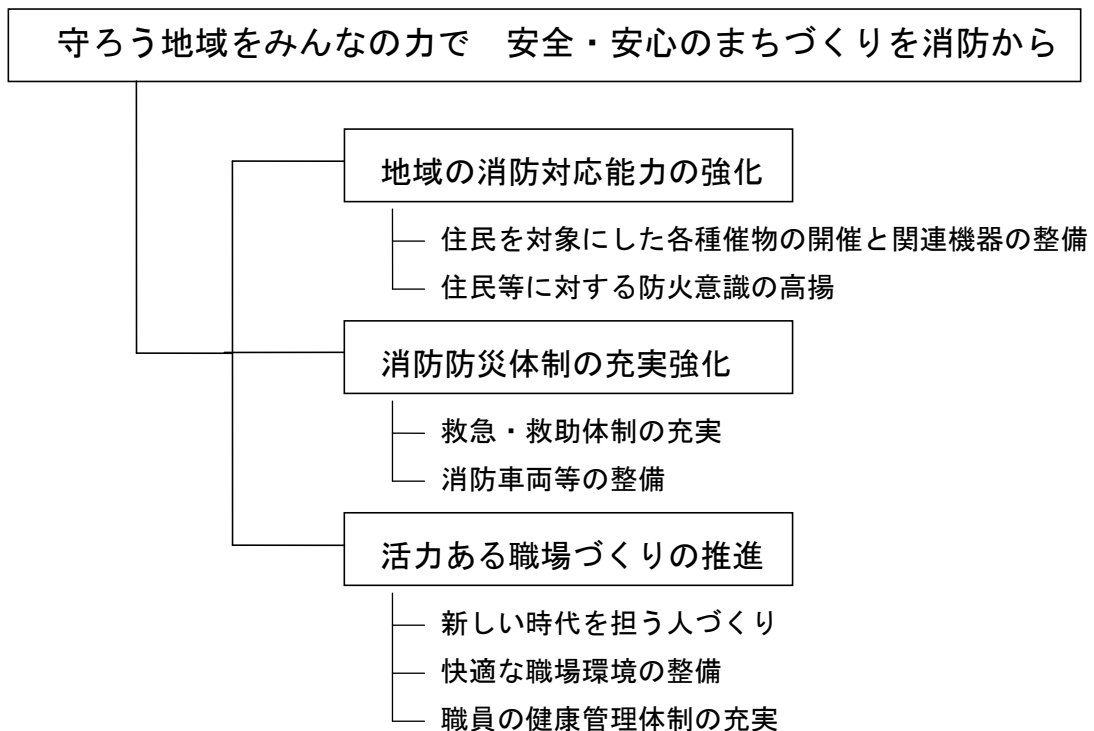 守ろう地域をみんなの力で　安全・安心のまちづくりを消防から
地域の消防対応能力の強化
住民を対象にした各種催物の開催と関連機器の整備
住民等に対する防火意識の高揚
消防防災体制の充実強化
救急・救助体制の充実
消防車両等の整備
活力ある職場づくりの推進
新しい時代を担う人づくり
快適な職場環境の整備
職員の健康管理体制の充実